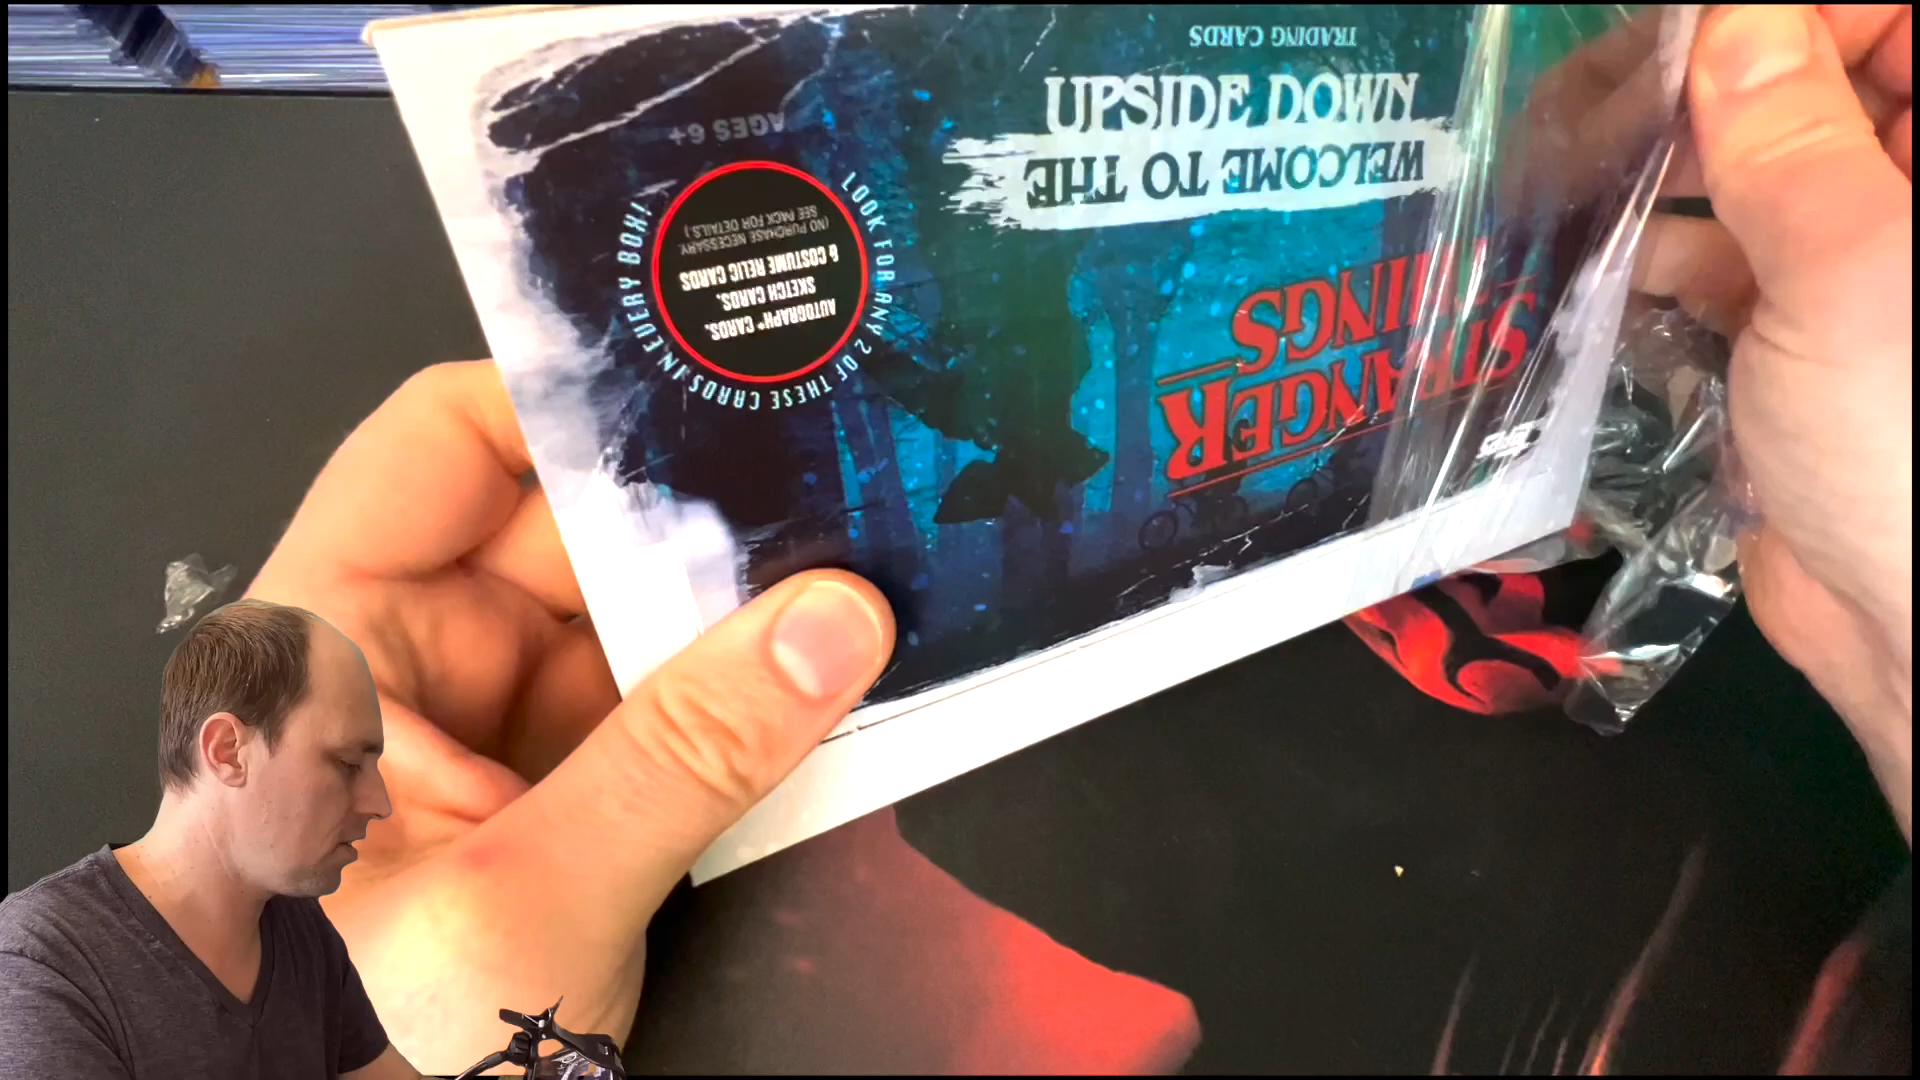 topps
STRANGER
THINGS
WELCOME TO THE
UPSIDE DOWN
TRADING CARDS
LOOK FOR ANY 2 OF THESE CARDS IN EVERY BOX!
AUTOGRAPH* CARDS,
SKETCH CARDS,
& COSTUME RELIC CARDS
(NO PURCHASE NECESSARY.
SEE PACK FOR DETAILS.)
AGES 6+